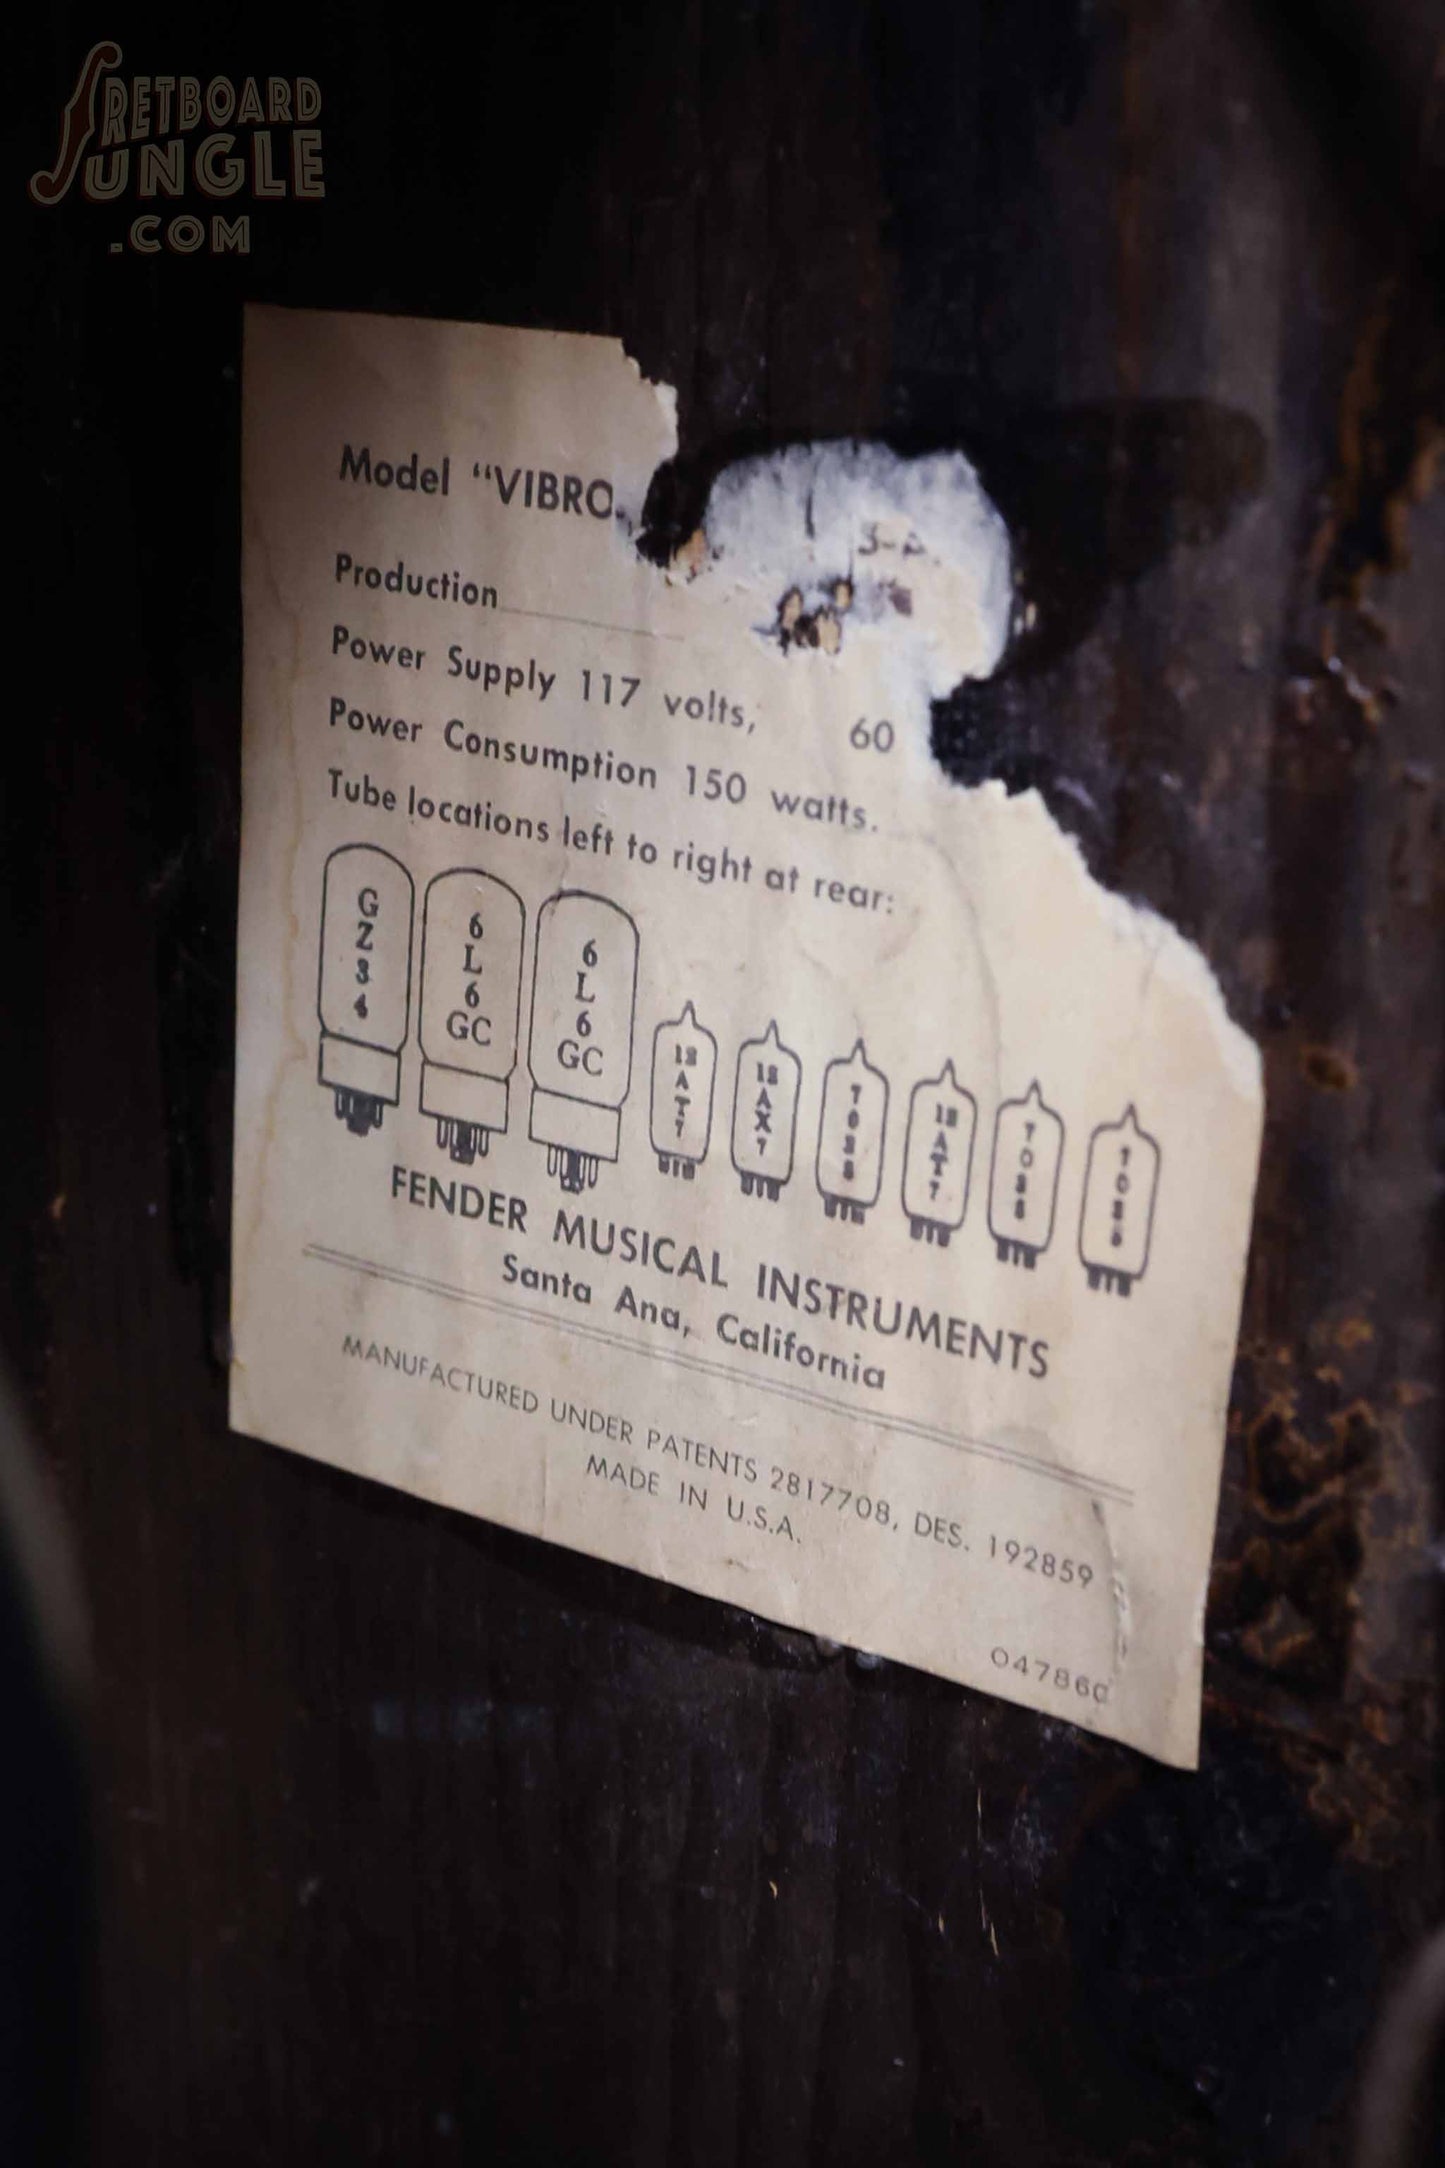 FRETBOARD
JUNGLE
.COM
Model "VIBRO
Production
Power Supply 117 volts, 60
Power Consumption 150 watts.
Tube locations left to right at rear:
GZ34 6L6GC 6L6GC 12AT7 12AX7 7025 12AT7 7025 7025
FENDER MUSICAL INSTRUMENTS
Santa Ana, California
MANUFACTURED UNDER PATENTS 2817708, DES. 192859
MADE IN U.S.A.
047860